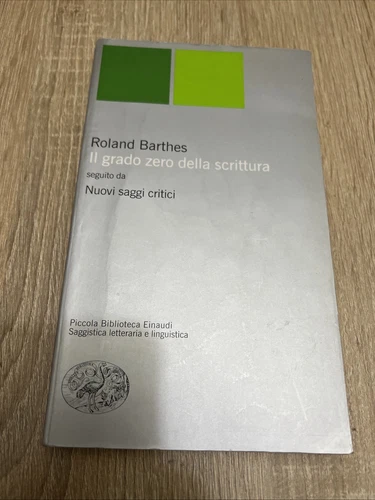 Roland Barthes
Il grado zero della scrittura
seguito da
Nuovi saggi critici
Piccola Biblioteca Einaudi
Saggistica letteraria e linguistica